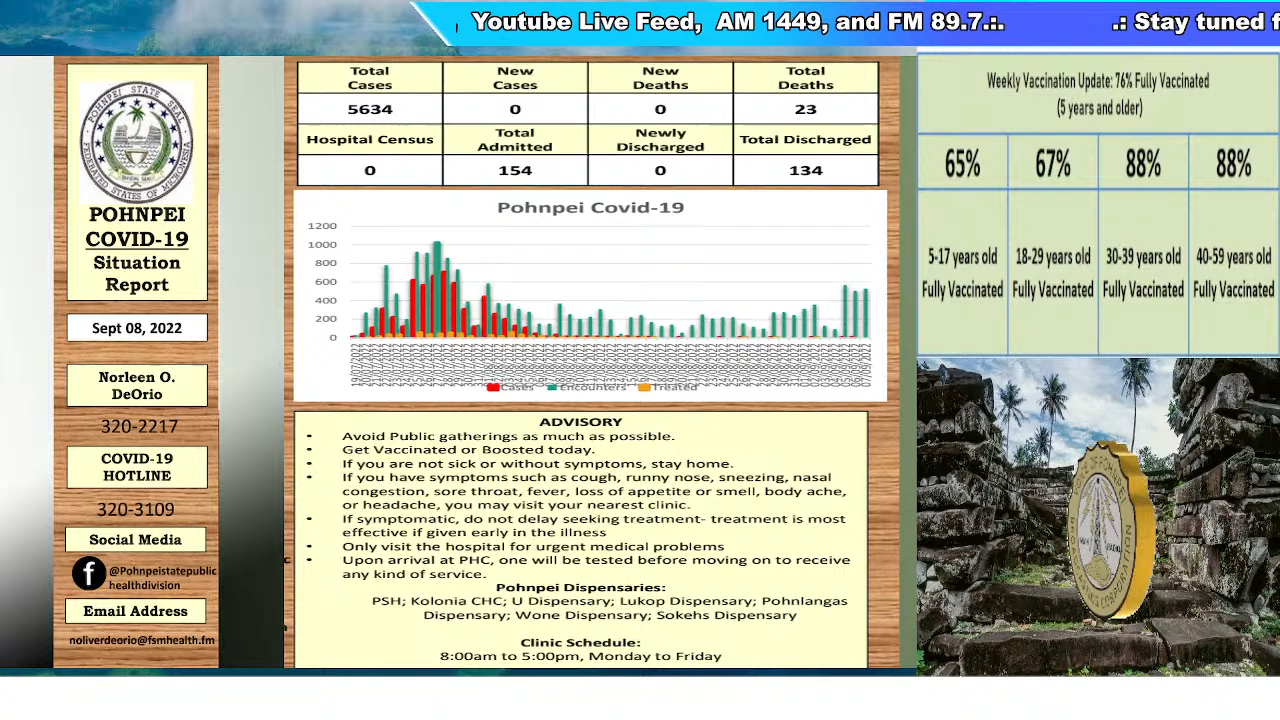 Youtube Live Feed, AM 1449, and FM 89.7.:.
.: Stay tuned f
POHNPEI STATE SEAL
FEDERATED STATES OF MICRONESIA
POHNPEI
COVID-19
Situation
Report
Sept 08, 2022
Norleen O.
DeOrio
320-2217
COVID-19
HOTLINE
320-3109
Social Media
f
@Pohnpeistatepublic
healthdivision
Email Address
noliverdeorio@fsmhealth.fm
Total
Cases
New
Cases
New
Deaths
Total
Deaths
5634
0
0
23
Hospital Census
Total
Admitted
Newly
Discharged
Total Discharged
0
154
0
134
Pohnpei Covid-19
1200
1000
800
600
400
200
0
Cases
Encounters
Treated
ADVISORY
• Avoid Public gatherings as much as possible.
• Get Vaccinated or Boosted today.
• If you are not sick or without symptoms, stay home.
• If you have symptoms such as cough, runny nose, sneezing, nasal
congestion, sore throat, fever, loss of appetite or smell, body ache,
or headache, you may visit your nearest clinic.
• If symptomatic, do not delay seeking treatment- treatment is most
effective if given early in the illness
• Only visit the hospital for urgent medical problems
• Upon arrival at PHC, one will be tested before moving on to receive
any kind of service.
Pohnpei Dispensaries:
PSH; Kolonia CHC; U Dispensary; Lukop Dispensary; Pohnlangas
Dispensary; Wone Dispensary; Sokehs Dispensary
Clinic Schedule:
8:00am to 5:00pm, Monday to Friday
Weekly Vaccination Update: 76% Fully Vaccinated
(5 years and older)
65%
67%
88%
88%
5-17 years old
Fully Vaccinated
18-29 years old
Fully Vaccinated
30-39 years old
Fully Vaccinated
40-59 years old
Fully Vaccinated